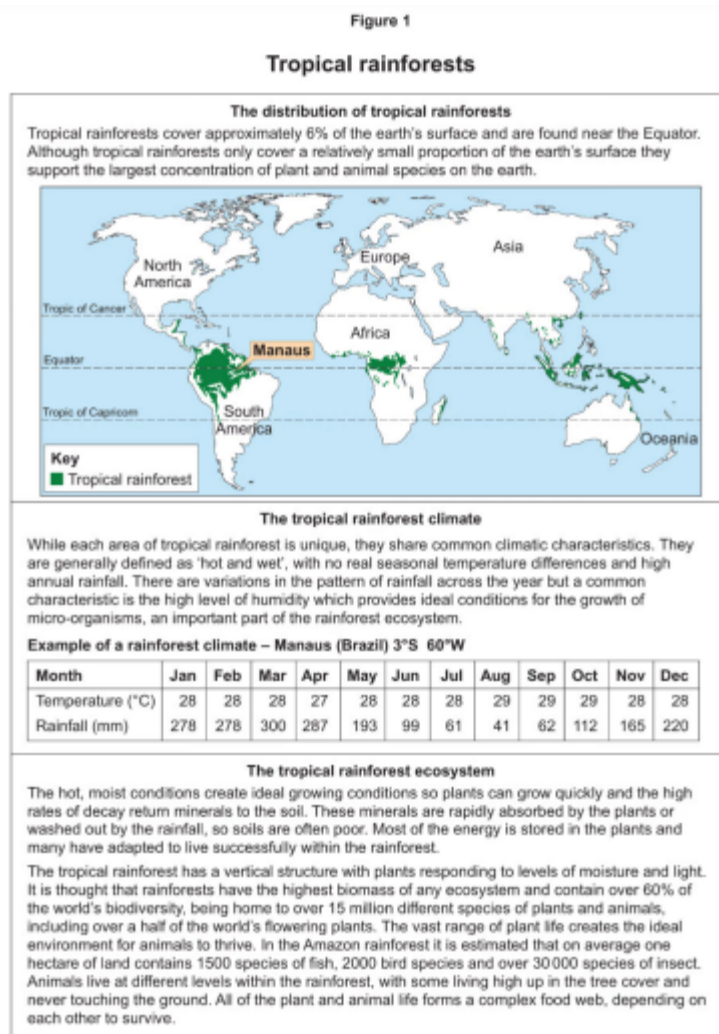 Figure 1
Tropical rainforests
The distribution of tropical rainforests
Tropical rainforests cover approximately 6% of the earth's surface and are found near the Equator.
Although tropical rainforests only cover a relatively small proportion of the earth's surface they
support the largest concentration of plant and animal species on the earth.
North
America
Europe
Asia
Tropic of Cancer
Africa
Manaus
Equator
Tropic of Capricorn
South
America
Oceania
Key
Tropical rainforest
The tropical rainforest climate
While each area of tropical rainforest is unique, they share common climatic characteristics. They
are generally defined as 'hot and wet', with no real seasonal temperature differences and high
annual rainfall. There are variations in the pattern of rainfall across the year but a common
characteristic is the high level of humidity which provides ideal conditions for the growth of
micro-organisms, an important part of the rainforest ecosystem.
Example of a rainforest climate – Manaus (Brazil) 3°S 60°W
Month Jan Feb Mar Apr May Jun Jul Aug Sep Oct Nov Dec
Temperature (°C) 28 28 28 27 28 28 28 29 29 29 28 28
Rainfall (mm) 278 278 300 287 193 99 61 41 62 112 165 220
The tropical rainforest ecosystem
The hot, moist conditions create ideal growing conditions so plants can grow quickly and the high
rates of decay return minerals to the soil. These minerals are rapidly absorbed by the plants or
washed out by the rainfall, so soils are often poor. Most of the energy is stored in the plants and
many have adapted to live successfully within the rainforest.
The tropical rainforest has a vertical structure with plants responding to levels of moisture and light.
It is thought that rainforests have the highest biomass of any ecosystem and contain over 60% of
the world's biodiversity, being home to over 15 million different species of plants and animals,
including over a half of the world's flowering plants. The vast range of plant life creates the ideal
environment for animals to thrive. In the Amazon rainforest it is estimated that on average one
hectare of land contains 1500 species of fish, 2000 bird species and over 30 000 species of insect.
Animals live at different levels within the rainforest, with some living high up in the tree cover and
never touching the ground. All of the plant and animal life forms a complex food web, depending on
each other to survive.